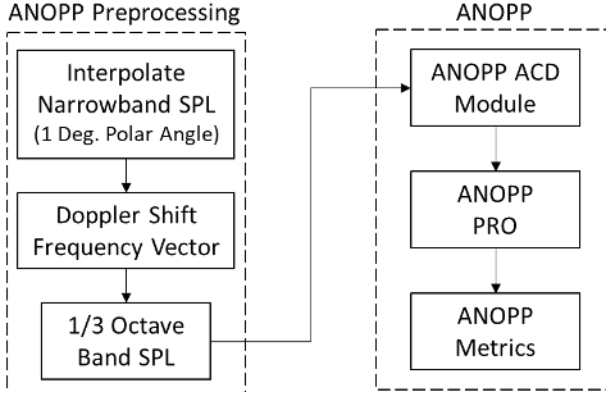 ANOPP Preprocessing
Interpolate
Narrowband SPL
(1 Deg. Polar Angle)
Doppler Shift
Frequency Vector
1/3 Octave
Band SPL
ANOPP
ANOPP ACD
Module
ANOPP
PRO
ANOPP
Metrics